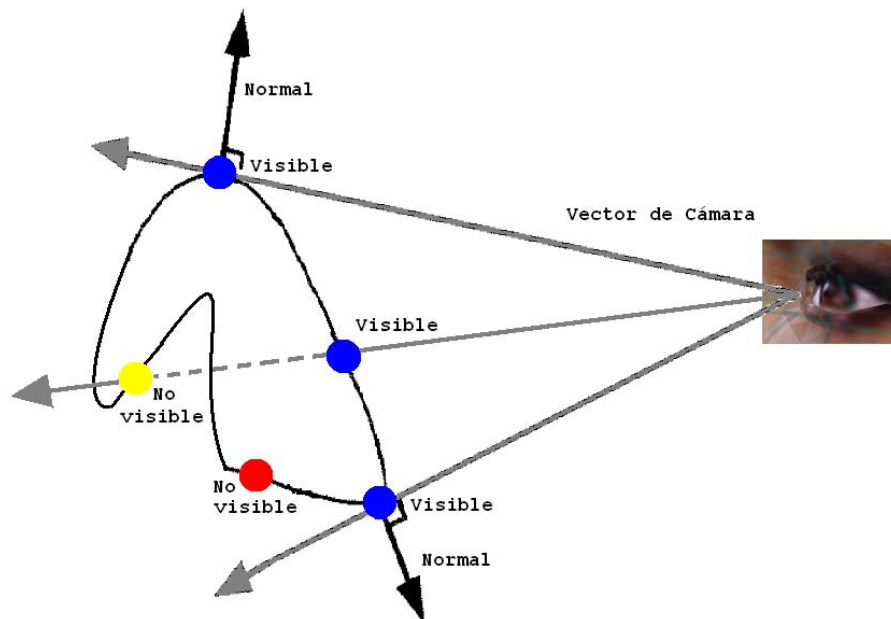 Normal
Visible
Vector de Cámara
Visible
No
visible
No
visible
Visible
Normal